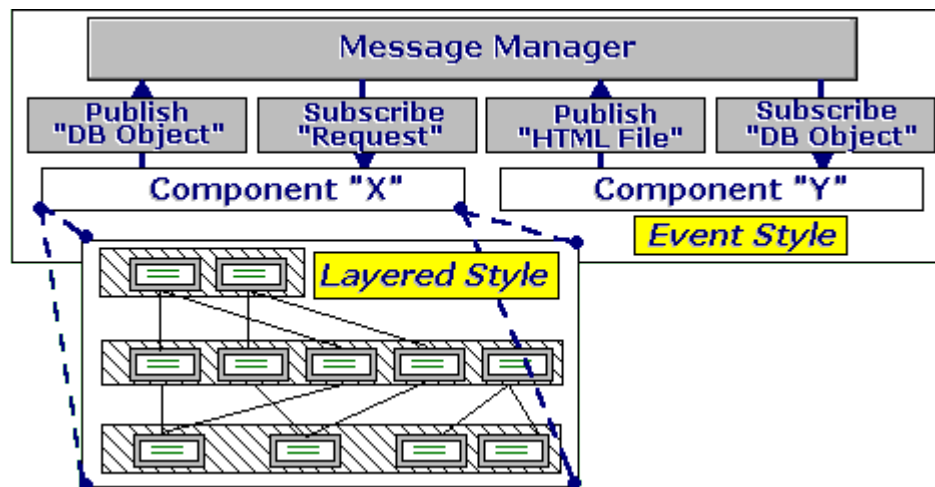 Message Manager
Publish
"DB Object"
Subscribe
"Request"
Publish
"HTML File"
Subscribe
"DB Object"
Component "X"
Component "Y"
Event Style
Layered Style